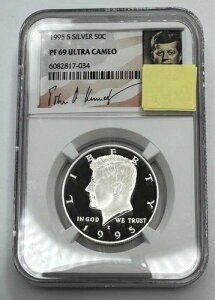 1995 S SILVER 50C
PF 69 ULTRA CAMEO
6082817-034
LIBERTY
IN GOD WE TRUST
S
1995